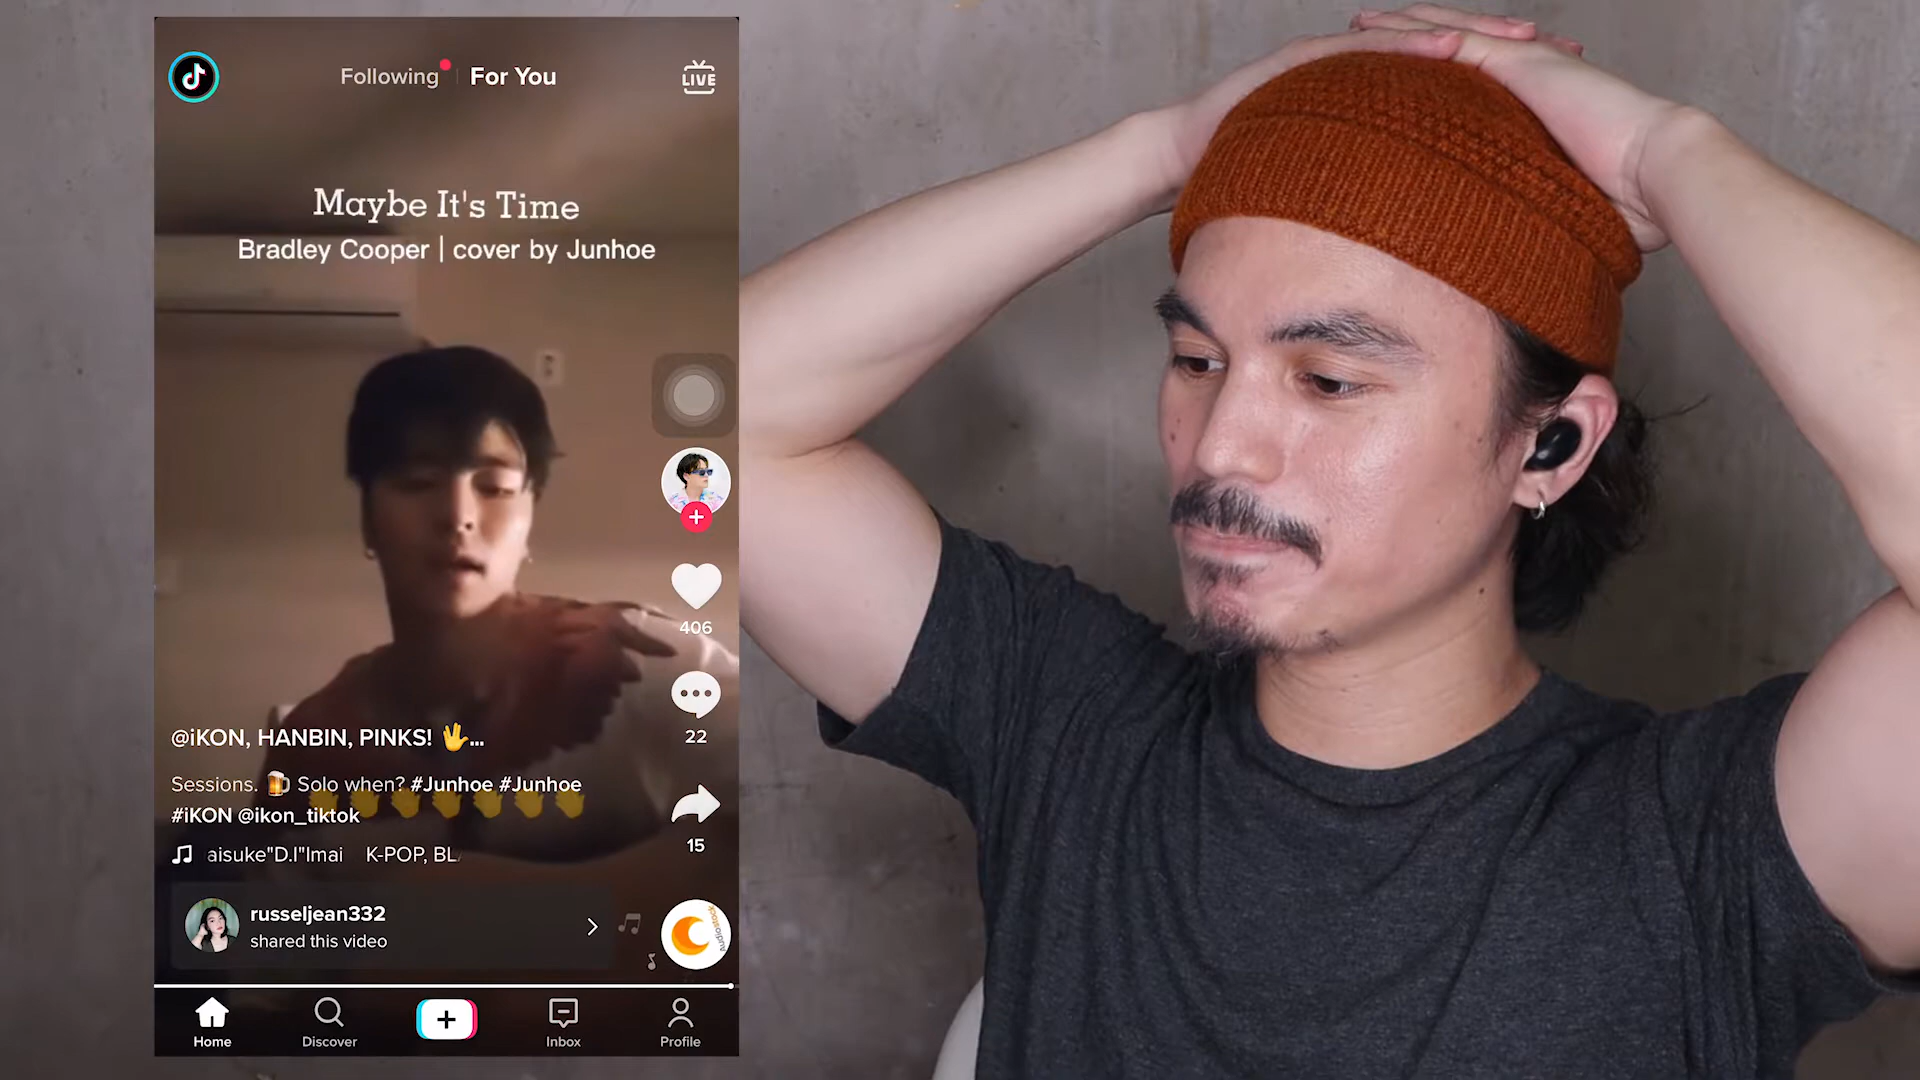 Following
For You
LIVE
Maybe It's Time
Bradley Cooper | cover by Junhoe
406
22
@iKON, HANBIN, PINKS! 🖖...
Sessions. 🍺 Solo when? #Junhoe #Junhoe
#iKON @ikon_tiktok
15
aisuke"D.I"Imai K-POP, BL
russeljean332
shared this video
audiostock
Home
Discover
Inbox
Profile